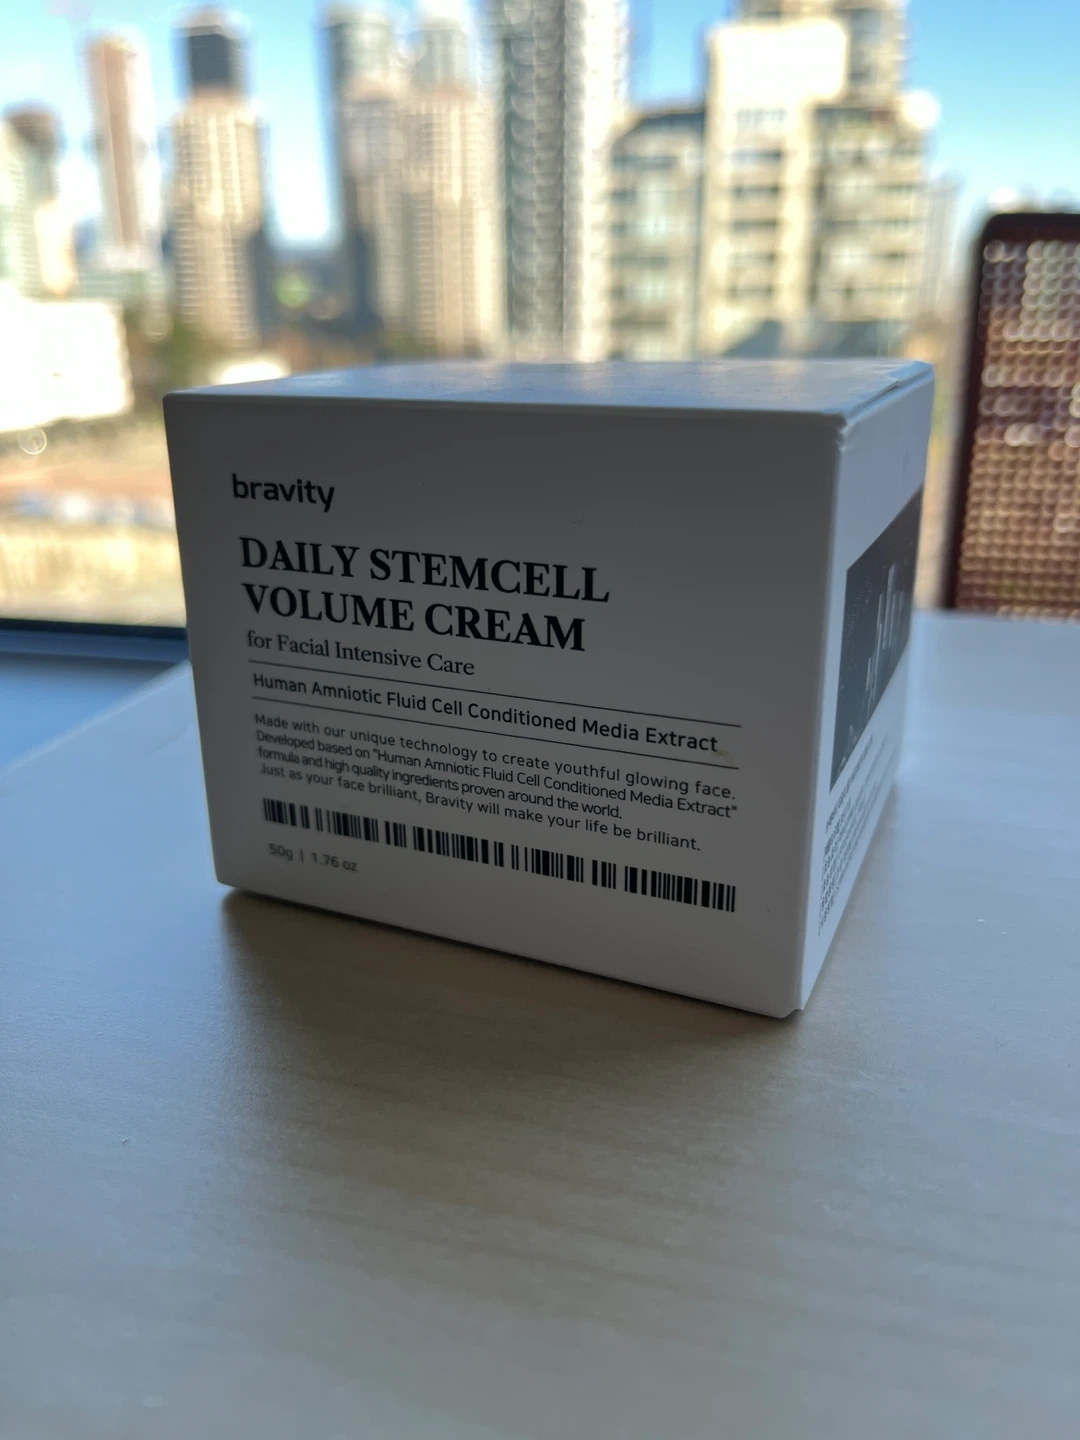 bravity
DAILY STEMCELL
VOLUME CREAM
for Facial Intensive Care
Human Amniotic Fluid Cell Conditioned Media Extract
Made with our unique technology to create youthful glowing face.
Developed based on "Human Amniotic Fluid Cell Conditioned Media Extract"
formula and high quality ingredients proven around the world.
Just as your face brilliant, Bravity will make your life be brilliant.
50g | 1.76 oz